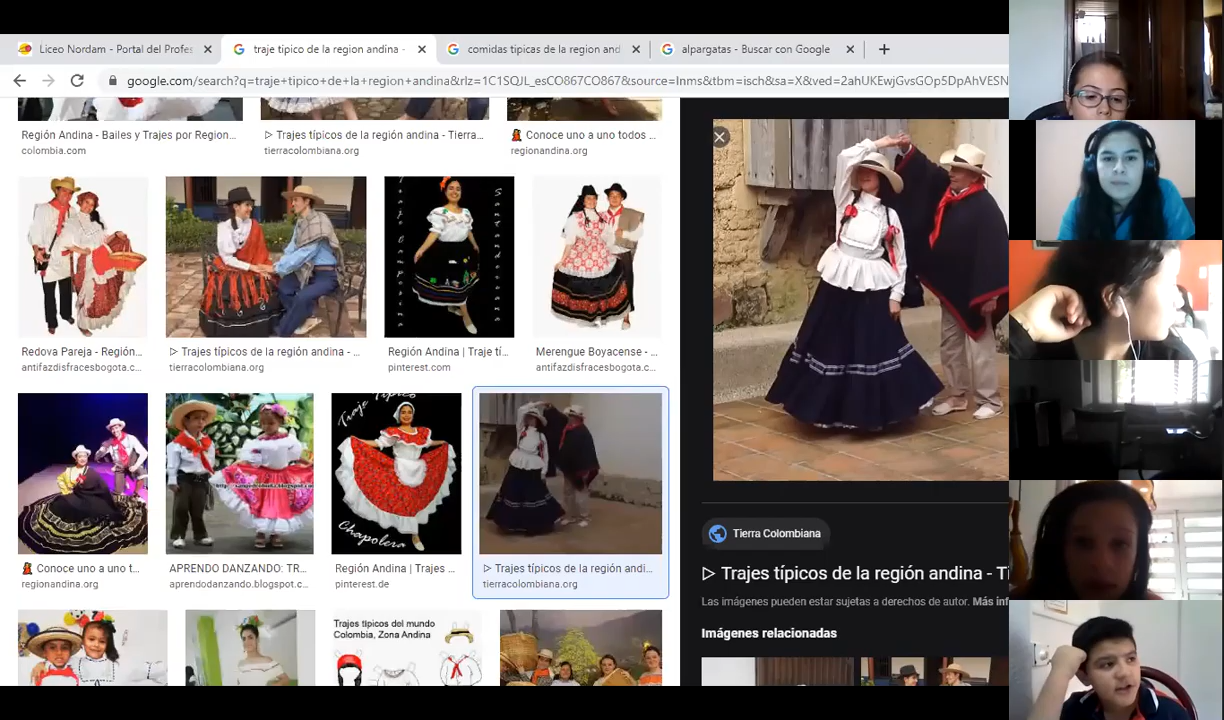 Liceo Nordam - Portal del Profes
traje tipico de la region andina -
comidas tipicas de la region and
alpargatas - Buscar con Google
google.com/search?q=traje+tipico+de+la+region+andina&rlz=1C1SQJL_esCO867CO867&source=lnms&tbm=isch&sa=X&ved=2ahUKEwjGvsGOp5DpAhVESN
Región Andina - Bailes y Trajes por Region...
colombia.com
▷ Trajes típicos de la región andina - Tierra...
tierracolombiana.org
Conoce uno a uno todos ...
regionandina.org
Traje Campesino
Santandereana
Redova Pareja - Región...
antifazdisfracesbogota.c...
▷ Trajes típicos de la región andina - ...
tierracolombiana.org
Región Andina | Traje tí...
pinterest.com
Merengue Boyacense - ...
antifazdisfracesbogota.c...
Traje Típico
Chapolera
Conoce uno a uno t...
regionandina.org
APRENDO DANZANDO: TR...
aprendodanzando.blogspot.c...
Región Andina | Trajes ...
pinterest.de
▷ Trajes típicos de la región andi...
tierracolombiana.org
Trajes típicos del mundo
Colombia, Zona Andina
Tierra Colombiana
▷ Trajes típicos de la región andina - Ti
Las imágenes pueden estar sujetas a derechos de autor. Más inf
Imágenes relacionadas